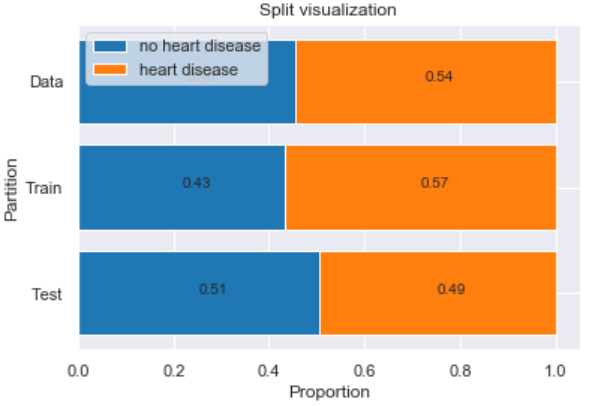 Split visualization
no heart disease
heart disease
Data
0.54
Partition
Train
0.43
0.57
Test
0.51
0.49
0.0 0.2 0.4 0.6 0.8 1.0
Proportion